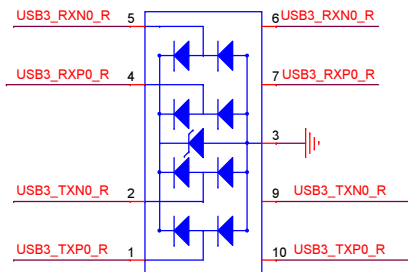 USB3_RXN0_R 5 6 USB3_RXN0_R
USB3_RXP0_R 4 7 USB3_RXP0_R
3
USB3_TXN0_R 2 9 USB3_TXN0_R
USB3_TXP0_R 1 10 USB3_TXP0_R